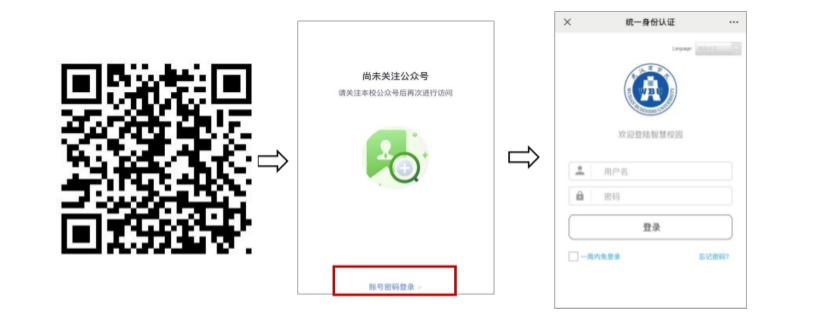 尚未关注公众号
请关注本校公众号后再次进行访问
账号密码登录 >
× 统一身份认证 ...
Language:
WBU
欢迎登陆智慧校园
用户名
密码
登录
一周内免登录 忘记密码?